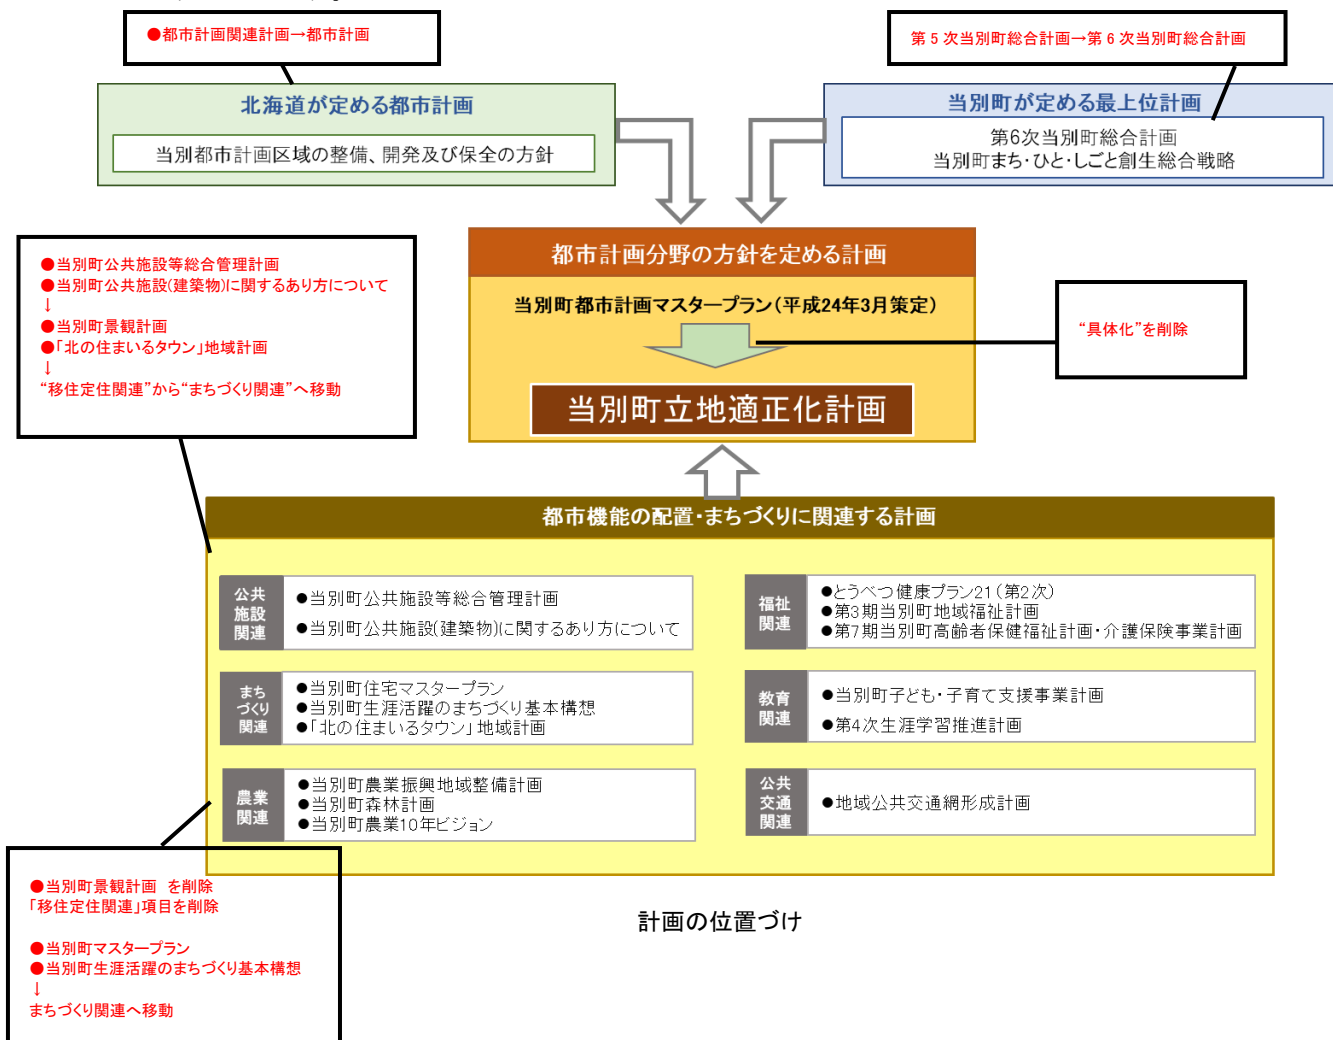 ●都市計画関連計画→都市計画
第5次当別町総合計画→第6次当別町総合計画
北海道が定める都市計画
当別都市計画区域の整備、開発及び保全の方針
当別町が定める最上位計画
第6次当別町総合計画
当別町まち・ひと・しごと創生総合戦略
都市計画分野の方針を定める計画
当別町都市計画マスタープラン(平成24年3月策定)
当別町立地適正化計画
●当別町公共施設等総合管理計画
●当別町公共施設(建築物)に関するあり方について
↓
●当別町景観計画
●「北の住まいるタウン」地域計画
↓
“移住定住関連”から“まちづくり関連”へ移動
“具体化”を削除
都市機能の配置・まちづくりに関連する計画
公共
施設
関連
●当別町公共施設等総合管理計画
●当別町公共施設(建築物)に関するあり方について
まち
づくり
関連
●当別町住宅マスタープラン
●当別町生涯活躍のまちづくり基本構想
●「北の住まいるタウン」地域計画
農業
関連
●当別町農業振興地域整備計画
●当別町森林計画
●当別町農業10年ビジョン
福祉
関連
●とうべつ健康プラン21(第2次)
●第3期当別町地域福祉計画
●第7期当別町高齢者保健福祉計画・介護保険事業計画
教育
関連
●当別町子ども・子育て支援事業計画
●第4次生涯学習推進計画
公共
交通
関連
●地域公共交通網形成計画
●当別町景観計画 を削除
「移住定住関連」項目を削除
●当別町マスタープラン
●当別町生涯活躍のまちづくり基本構想
↓
まちづくり関連へ移動
計画の位置づけ